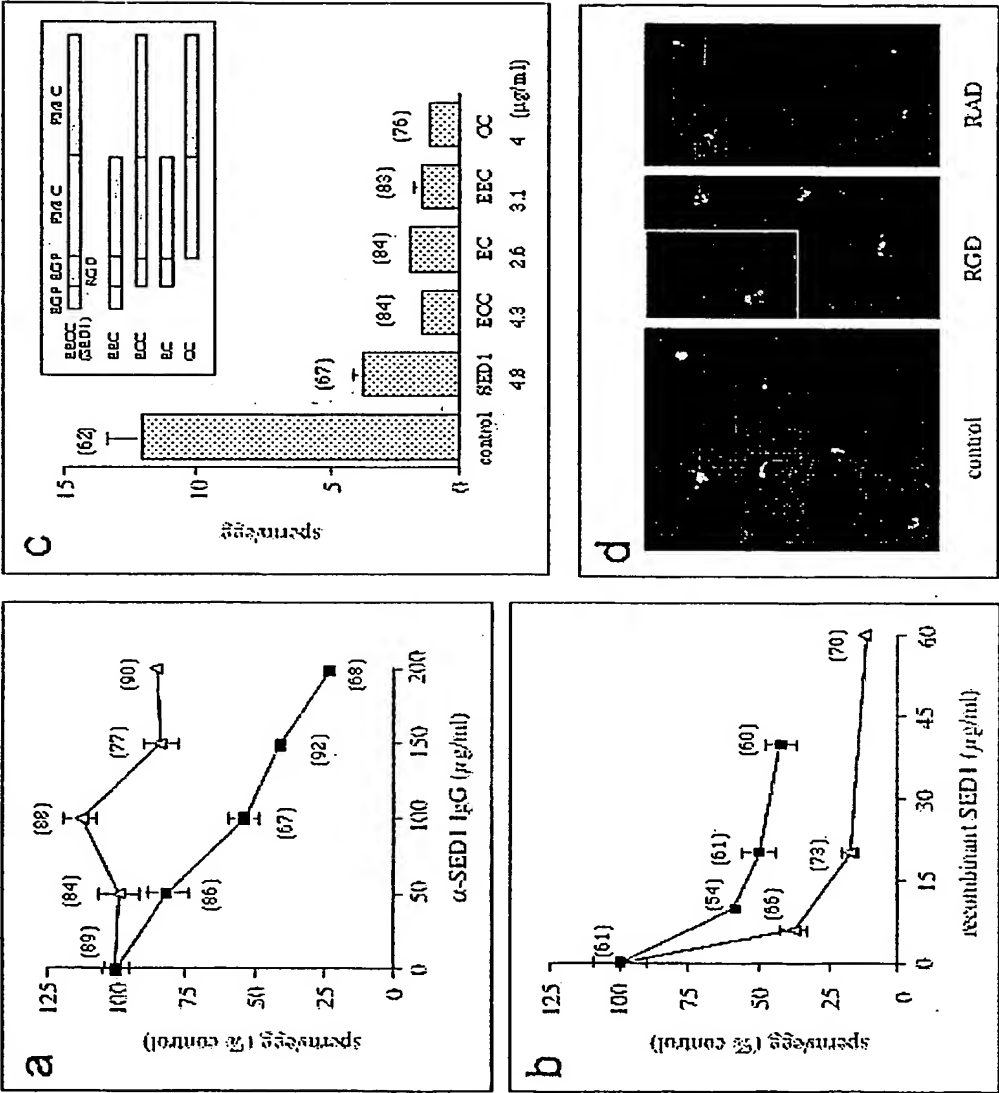 a
sperm/egg (% control)
125
100
75
50
25
0
(89)
(84)
(88)
(77)
(90)
(86)
(67)
(92)
(68)
0
50
100
150
200
α-SED1 IgG (µg/ml)
b
sperm/egg (% control)
125
100
75
50
25
0
(61)
(54)
(61)
(60)
(66)
(73)
(70)
0
15
30
45
60
recombinant SED1 (µg/ml)
c
sperm/egg
15
10
5
0
(62)
(67)
(84)
(84)
(83)
(76)
control
SED1
ECC
EC
EEC
CC
4.8
4.3
2.6
3.1
4 (µg/ml)
EGF EGF
EECC
(SED1)
RGD
EEC
ECC
EC
CC
d
control
RGD
RAD